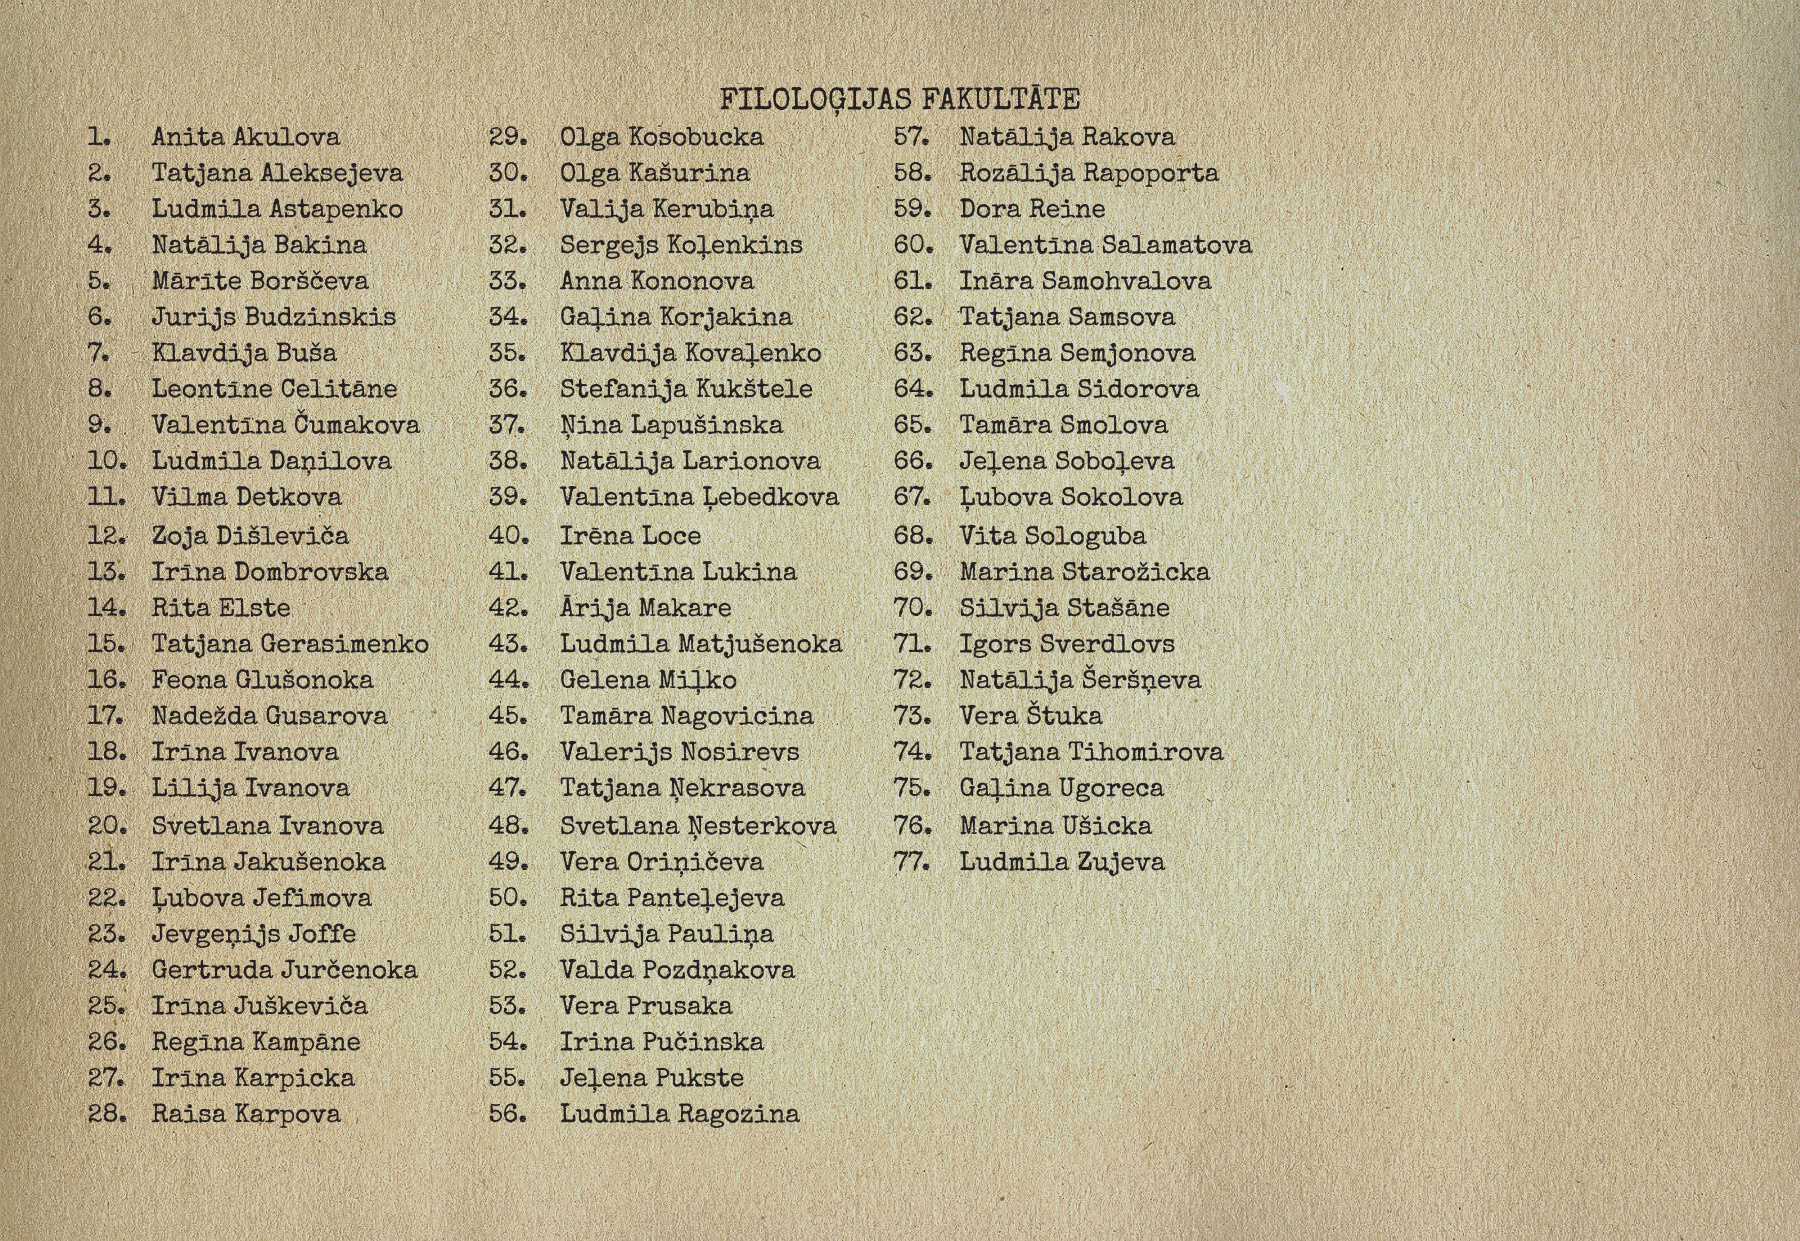 FILOLOĢIJAS FAKULTĀTE
1. Anita Akulova
2. Tatjana Aleksejeva
3. Ludmila Astapenko
4. Natālija Bakina
5. Mārīte Borščeva
6. Jurijs Budzinskis
7. Klavdija Buša
8. Leontīne Celitāne
9. Valentīna Čumakova
10. Ludmila Daņilova
11. Vilma Detkova
12. Zoja Dišleviča
13. Irīna Dombrovska
14. Rita Elste
15. Tatjana Gerasimenko
16. Feona Glušonoka
17. Nadežda Gusarova
18. Irīna Ivanova
19. Lilija Ivanova
20. Svetlana Ivanova
21. Irīna Jakušenoka
22. Ļubova Jefimova
23. Jevgeņijs Joffe
24. Gertruda Jurčenoka
25. Irīna Juškeviča
26. Regīna Kampāne
27. Irīna Karpicka
28. Raisa Karpova
29. Olga Kosobucka
30. Olga Kašurina
31. Valija Kerubiņa
32. Sergejs Koļenkins
33. Anna Kononova
34. Gaļina Korjakina
35. Klavdija Kovaļenko
36. Stefanija Kukštele
37. Ņina Lapušinska
38. Natālija Larionova
39. Valentīna Ļebedkova
40. Irēna Loce
41. Valentīna Lukina
42. Ārija Makare
43. Ludmila Matjušenoka
44. Gelena Miļko
45. Tamāra Nagovicina
46. Valerijs Nosirevs
47. Tatjana Ņekrasova
48. Svetlana Ņesterkova
49. Vera Oriņičeva
50. Rita Panteļejeva
51. Silvija Pauliņa
52. Valda Pozdņakova
53. Vera Prusaka
54. Irina Pučinska
55. Jeļena Pukste
56. Ludmila Ragozina
57. Natālija Rakova
58. Rozālija Rapoporta
59. Dora Reine
60. Valentīna Salamatova
61. Ināra Samohvalova
62. Tatjana Samsova
63. Regīna Semjonova
64. Ludmila Sidorova
65. Tamāra Smolova
66. Jeļena Soboļeva
67. Ļubova Sokolova
68. Vita Sologuba
69. Marina Starožicka
70. Silvija Stašāne
71. Igors Sverdlovs
72. Natālija Šeršņeva
73. Vera Štuka
74. Tatjana Tihomirova
75. Gaļina Ugoreca
76. Marina Ušicka
77. Ludmila Zujeva